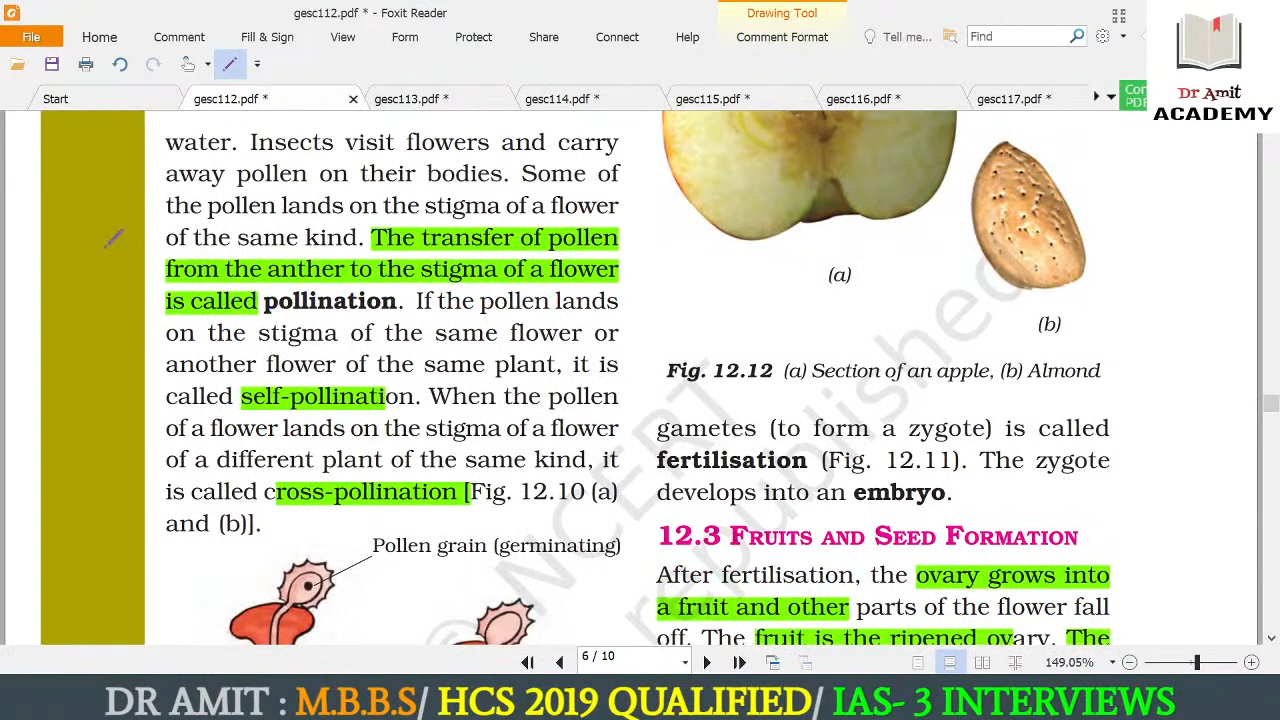 gesc112.pdf * - Foxit Reader
Drawing Tool
File Home Comment Fill & Sign View Form Protect Share Connect Help Comment Format Tell me... Find
Start gesc112.pdf * gesc113.pdf * gesc114.pdf * gesc115.pdf * gesc116.pdf * gesc117.pdf *
Dr Amit
ACADEMY
water. Insects visit flowers and carry
away pollen on their bodies. Some of
the pollen lands on the stigma of a flower
of the same kind. The transfer of pollen
from the anther to the stigma of a flower
is called pollination. If the pollen lands
on the stigma of the same flower or
another flower of the same plant, it is
called self-pollination. When the pollen
of a flower lands on the stigma of a flower
of a different plant of the same kind, it
is called cross-pollination [Fig. 12.10 (a)
and (b)].
Pollen grain (germinating)
(a)
(b)
Fig. 12.12 (a) Section of an apple, (b) Almond
gametes (to form a zygote) is called
fertilisation (Fig. 12.11). The zygote
develops into an embryo.
12.3 FRUITS AND SEED FORMATION
After fertilisation, the ovary grows into
a fruit and other parts of the flower fall
off. The fruit is the ripened ovary. The
© NCERT
republished
6 / 10
149.05%
DR AMIT : M.B.B.S/ HCS 2019 QUALIFIED/ IAS- 3 INTERVIEWS